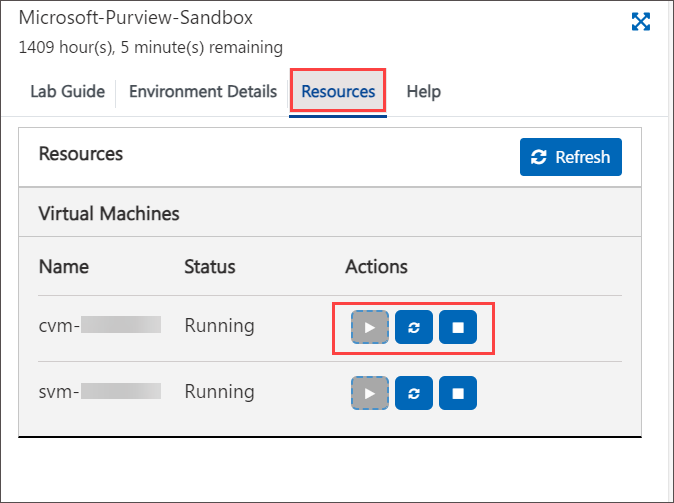 Microsoft-Purview-Sandbox
1409 hour(s), 5 minute(s) remaining
Lab Guide Environment Details Resources Help
Resources Refresh
Virtual Machines
Name Status Actions
cvm- Running
svm- Running